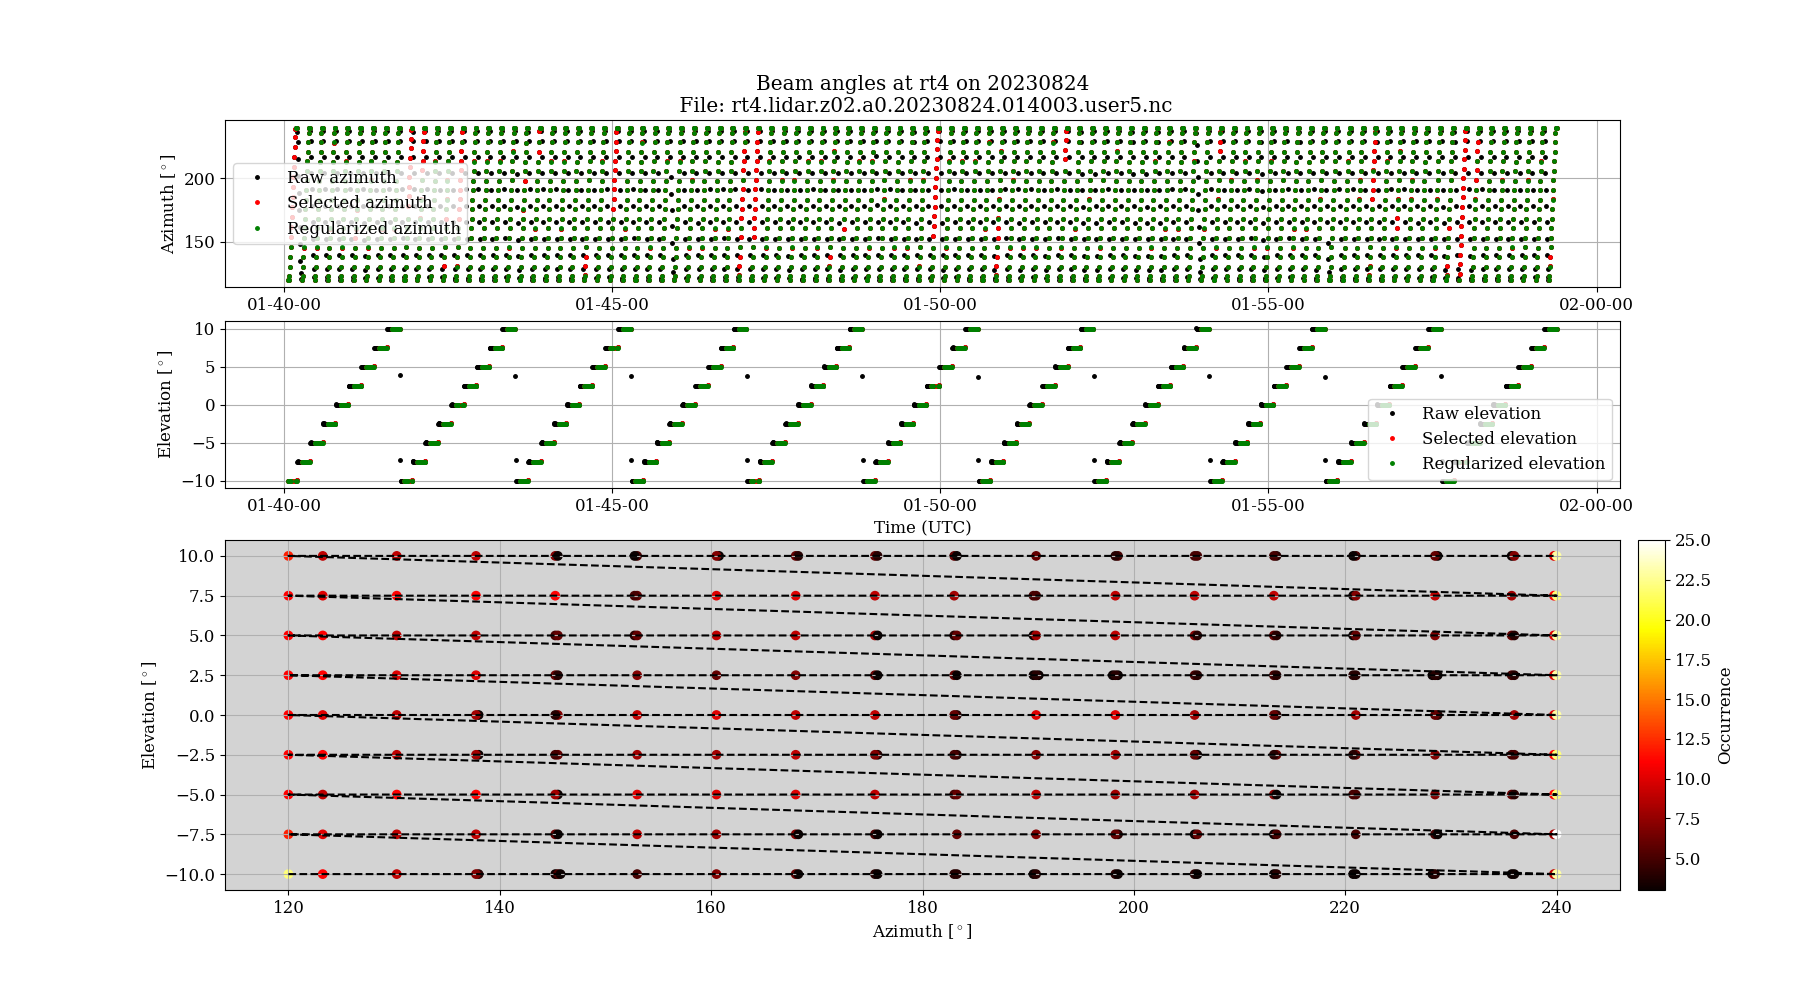 Beam angles at rt4 on 20230824
File: rt4.lidar.z02.a0.20230824.014003.user5.nc
Azimuth [°]
200
150
Raw azimuth
Selected azimuth
Regularized azimuth
01-40-00 01-45-00 01-50-00 01-55-00 02-00-00
Elevation [°]
10
5
0
−5
−10
Raw elevation
Selected elevation
Regularized elevation
01-40-00 01-45-00 01-50-00 01-55-00 02-00-00
Time (UTC)
Elevation [°]
10.0
7.5
5.0
2.5
0.0
−2.5
−5.0
−7.5
−10.0
120 140 160 180 200 220 240
Azimuth [°]
25.0
22.5
20.0
17.5
15.0
12.5
10.0
7.5
5.0
Occurrence